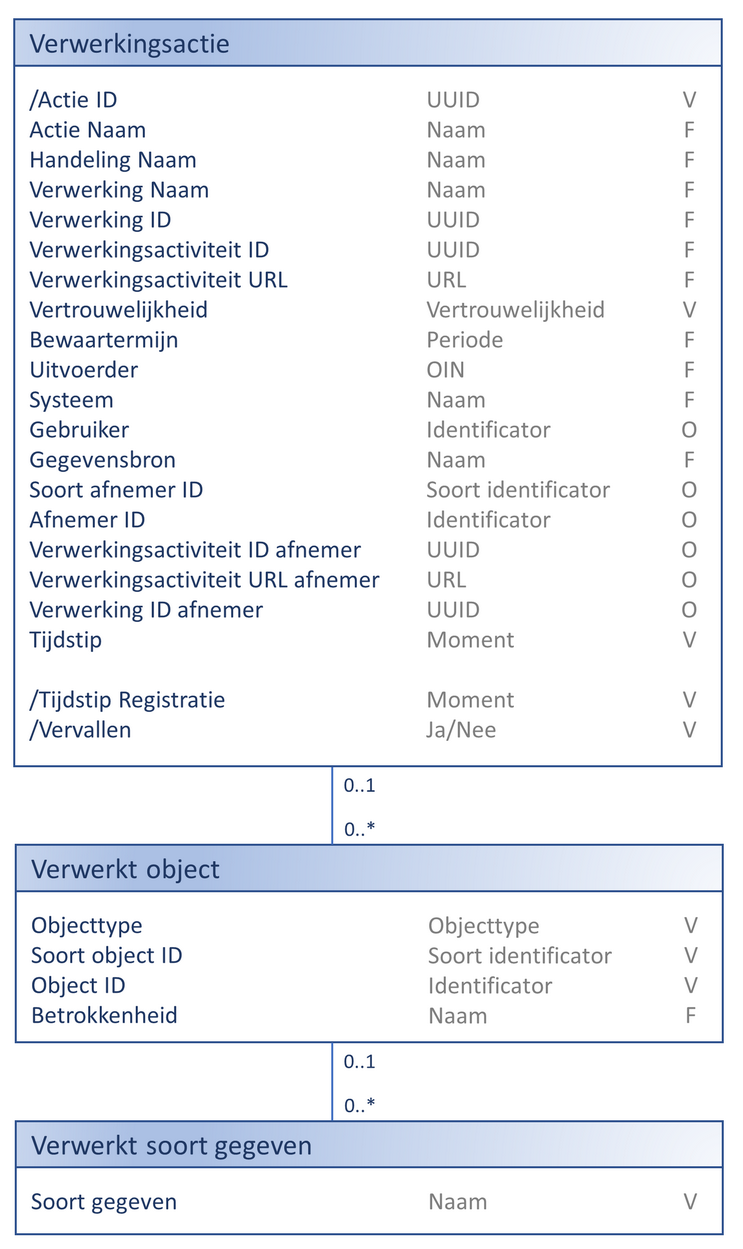 Verwerkingsactie
/Actie ID UUID V
Actie Naam Naam F
Handeling Naam Naam F
Verwerking Naam Naam F
Verwerking ID UUID F
Verwerkingsactiviteit ID UUID F
Verwerkingsactiviteit URL URL F
Vertrouwelijkheid Vertrouwelijkheid V
Bewaartermijn Periode F
Uitvoerder OIN F
Systeem Naam F
Gebruiker Identificator O
Gegevensbron Naam F
Soort afnemer ID Soort identificator O
Afnemer ID Identificator O
Verwerkingsactiviteit ID afnemer UUID O
Verwerkingsactiviteit URL afnemer URL O
Verwerking ID afnemer UUID O
Tijdstip Moment V
/Tijdstip Registratie Moment V
/Vervallen Ja/Nee V
0..1
0..*
Verwerkt object
Objecttype Objecttype V
Soort object ID Soort identificator V
Object ID Identificator V
Betrokkenheid Naam F
0..1
0..*
Verwerkt soort gegeven
Soort gegeven Naam V